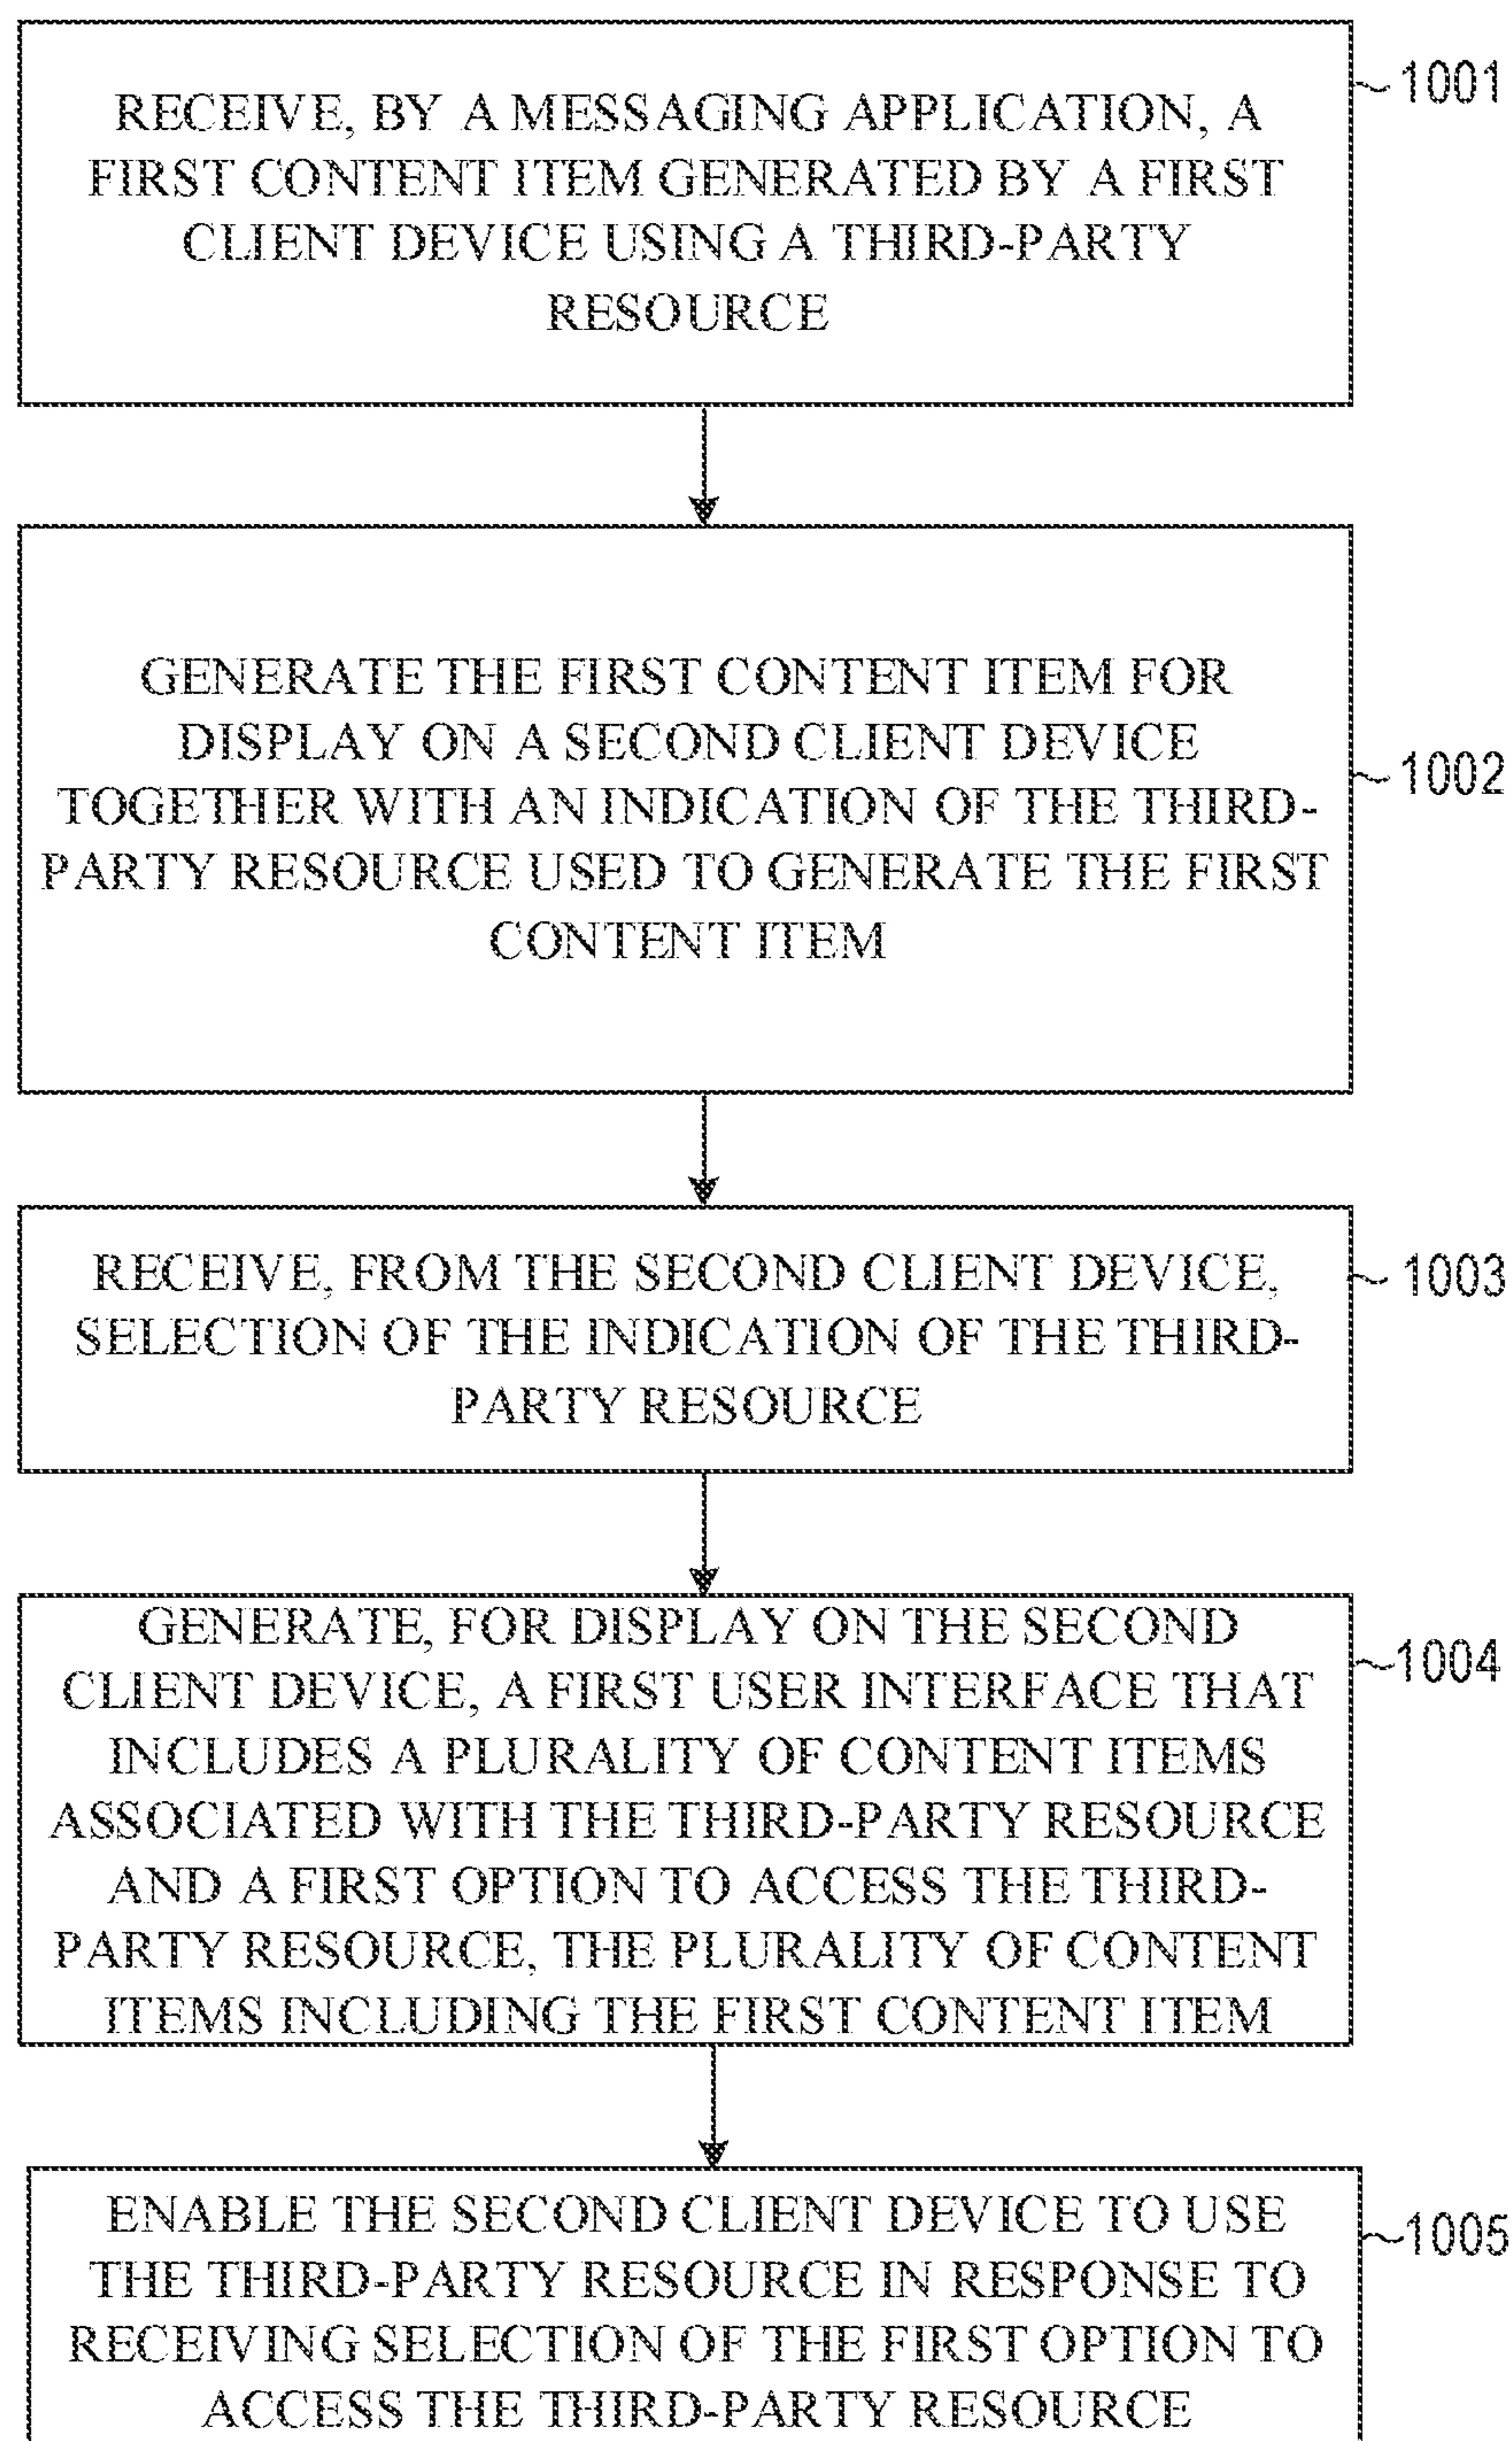 RECEIVE, BY A MESSAGING APPLICATION, A
FIRST CONTENT ITEM GENERATED BY A FIRST
CLIENT DEVICE USING A THIRD-PARTY
RESOURCE
1001
GENERATE THE FIRST CONTENT ITEM FOR
DISPLAY ON A SECOND CLIENT DEVICE
TOGETHER WITH AN INDICATION OF THE THIRD-
PARTY RESOURCE USED TO GENERATE THE FIRST
CONTENT ITEM
1002
RECEIVE, FROM THE SECOND CLIENT DEVICE,
SELECTION OF THE INDICATION OF THE THIRD-
PARTY RESOURCE
1003
GENERATE, FOR DISPLAY ON THE SECOND
CLIENT DEVICE, A FIRST USER INTERFACE THAT
INCLUDES A PLURALITY OF CONTENT ITEMS
ASSOCIATED WITH THE THIRD-PARTY RESOURCE
AND A FIRST OPTION TO ACCESS THE THIRD-
PARTY RESOURCE, THE PLURALITY OF CONTENT
ITEMS INCLUDING THE FIRST CONTENT ITEM
1004
ENABLE THE SECOND CLIENT DEVICE TO USE
THE THIRD-PARTY RESOURCE IN RESPONSE TO
RECEIVING SELECTION OF THE FIRST OPTION TO
ACCESS THE THIRD-PARTY RESOURCE
1005